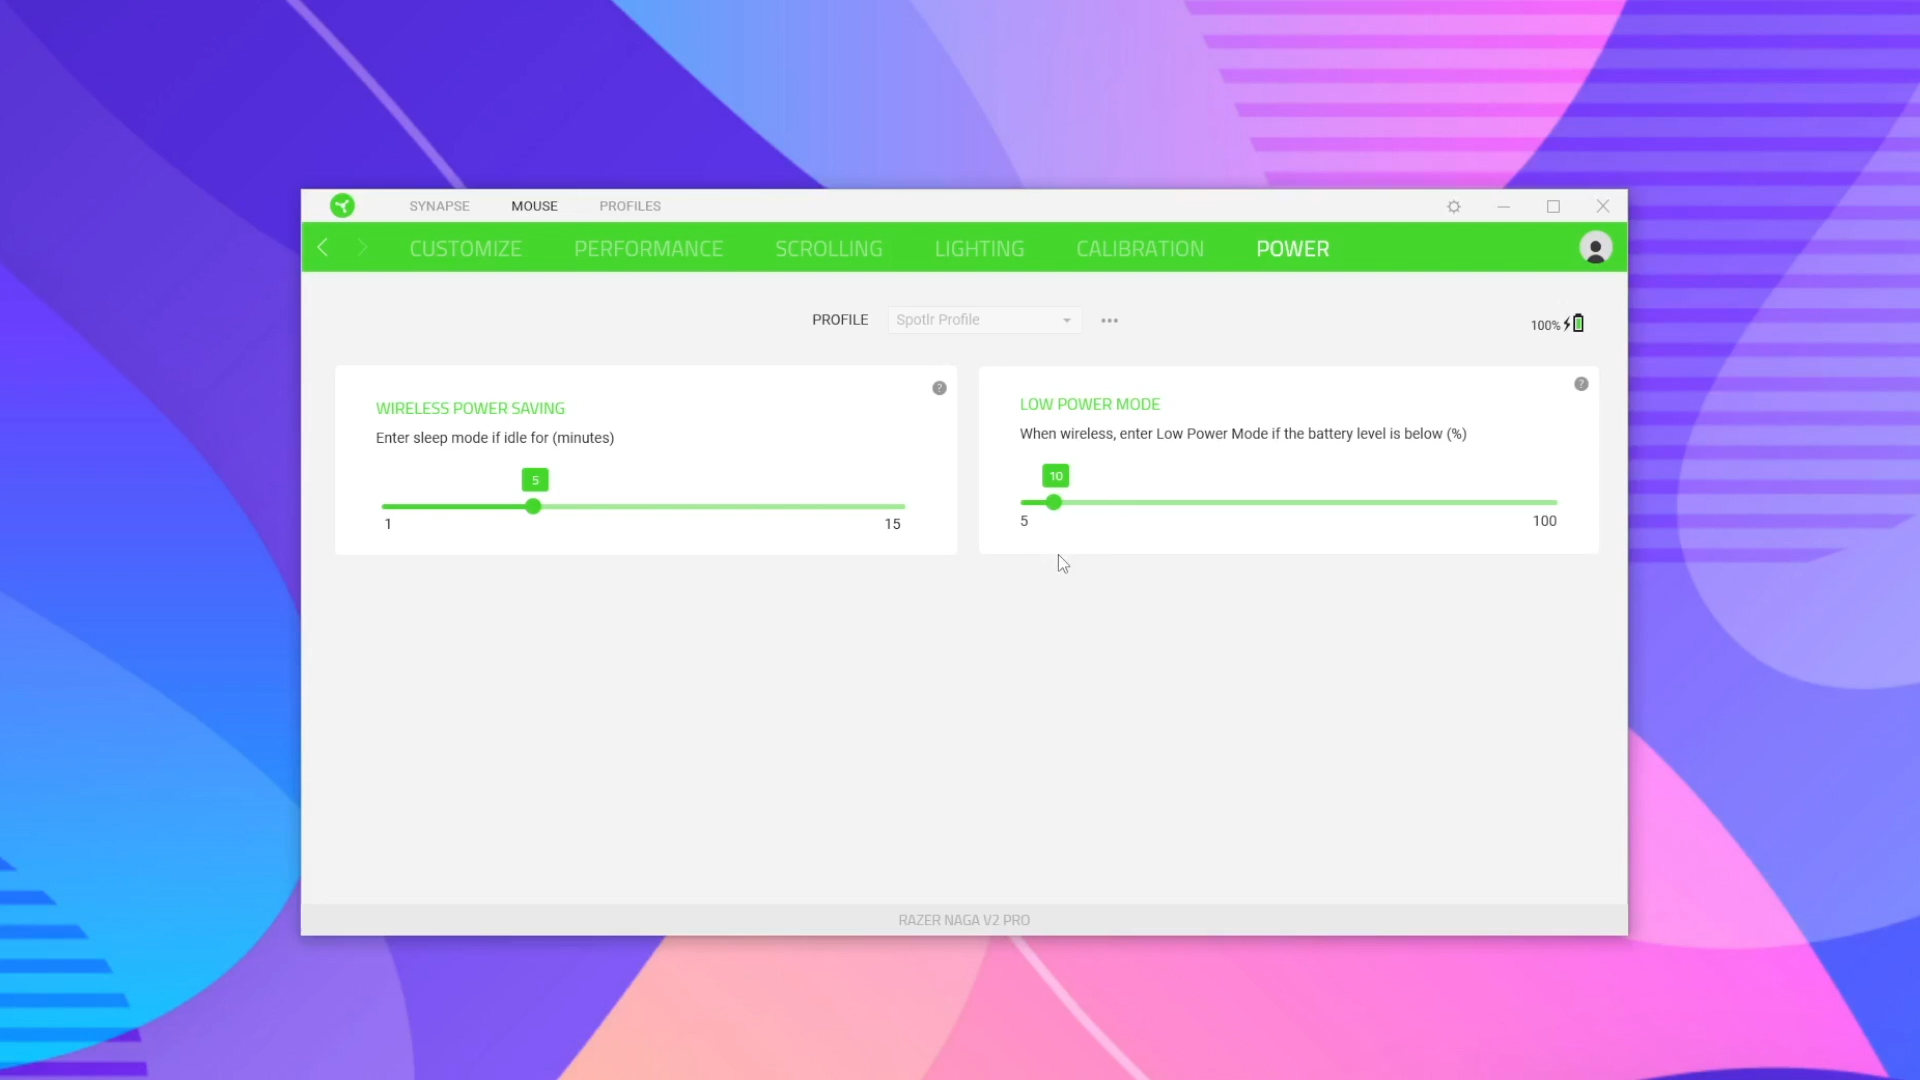 SYNAPSE MOUSE PROFILES
CUSTOMIZE PERFORMANCE SCROLLING LIGHTING CALIBRATION POWER
PROFILE Spotlr Profile
100%
WIRELESS POWER SAVING
Enter sleep mode if idle for (minutes)
5
1 15
LOW POWER MODE
When wireless, enter Low Power Mode if the battery level is below (%)
10
5 100
RAZER NAGA V2 PRO